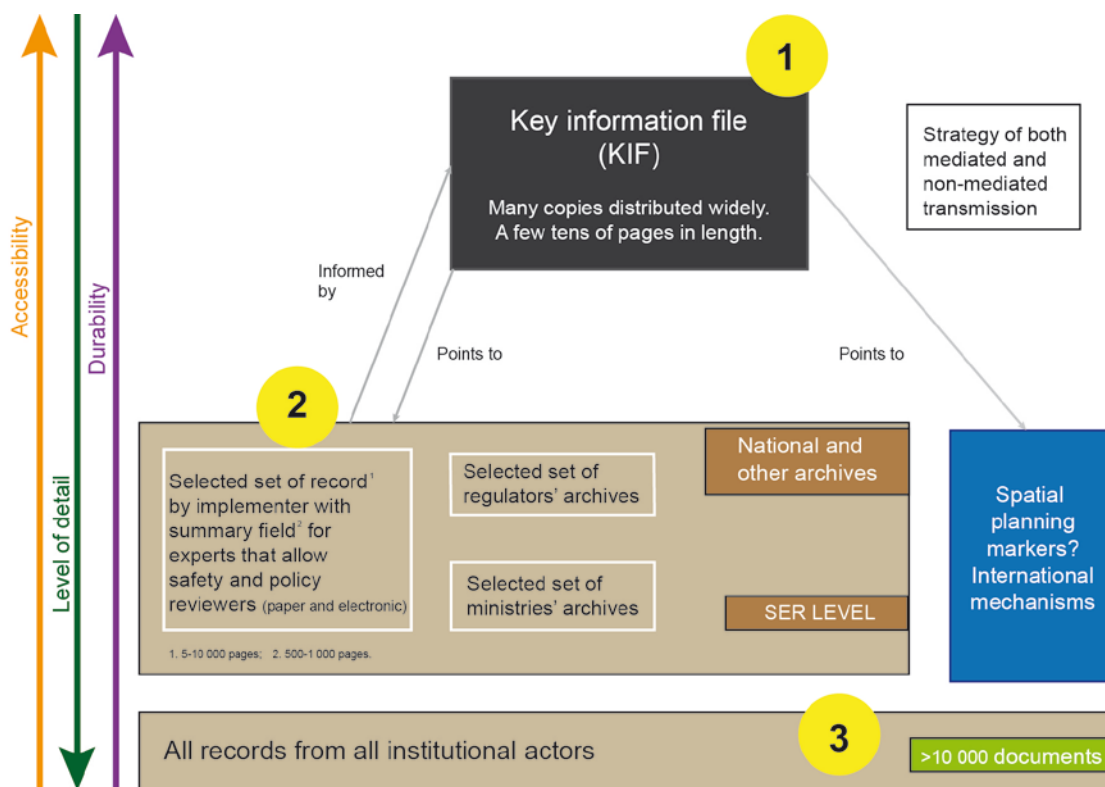 Accessibility
Level of detail
Durability
1
Key information file
(KIF)
Many copies distributed widely.
A few tens of pages in length.
Strategy of both
mediated and
non-mediated
transmission
Informed
by
Points to
Points to
2
Selected set of record¹
by implementer with
summary field² for
experts that allow
safety and policy
reviewers (paper and electronic)
Selected set of
regulators' archives
Selected set of
ministries' archives
National and
other archives
SER LEVEL
1. 5-10 000 pages; 2. 500-1 000 pages.
Spatial
planning
markers?
International
mechanisms
3
All records from all institutional actors
>10 000 documents